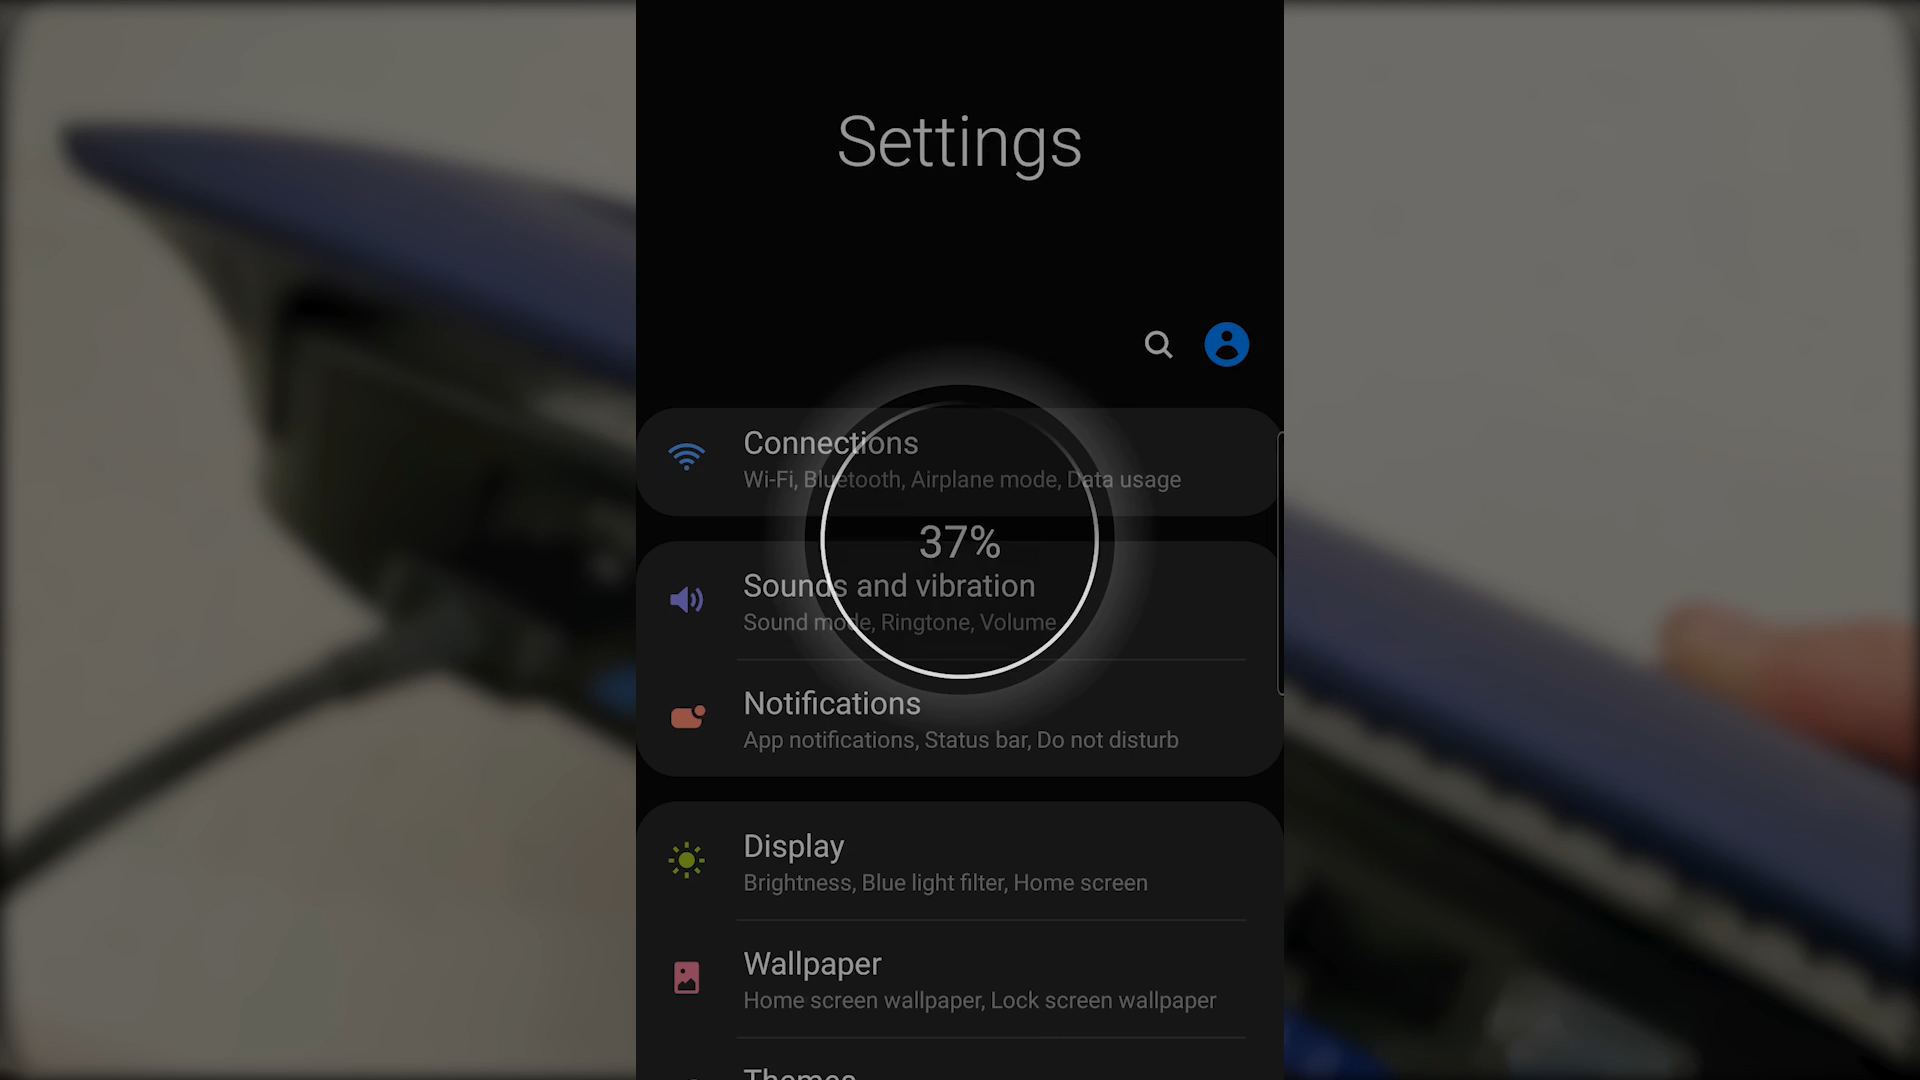 Settings
Connections
Wi-Fi, Bluetooth, Airplane mode, Data usage
37%
Sounds and vibration
Sound mode, Ringtone, Volume
Notifications
App notifications, Status bar, Do not disturb
Display
Brightness, Blue light filter, Home screen
Wallpaper
Home screen wallpaper, Lock screen wallpaper
Themes